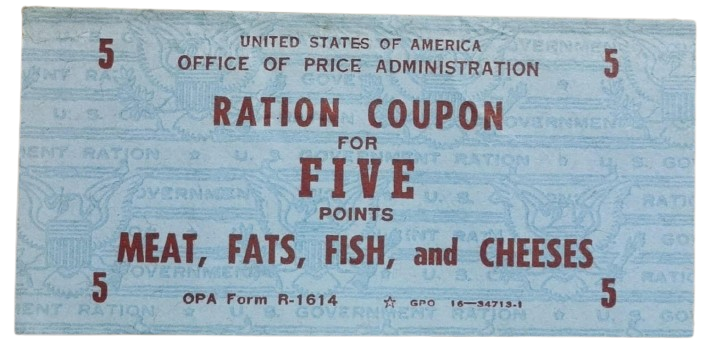 5 UNITED STATES OF AMERICA 5
OFFICE OF PRICE ADMINISTRATION
RATION COUPON
FOR
FIVE
POINTS
MEAT, FATS, FISH, and CHEESES
5 OPA Form R-1614 ☆ GPO 16—34713-1 5